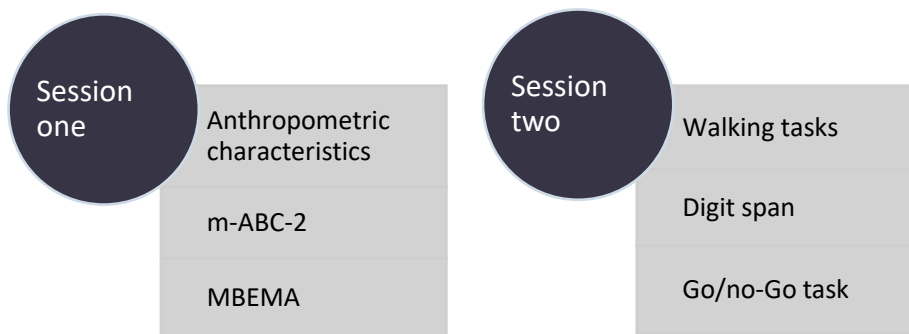 Session
one
Anthropometric
characteristics
m-ABC-2
MBEMA
Session
two
Walking tasks
Digit span
Go/no-Go task